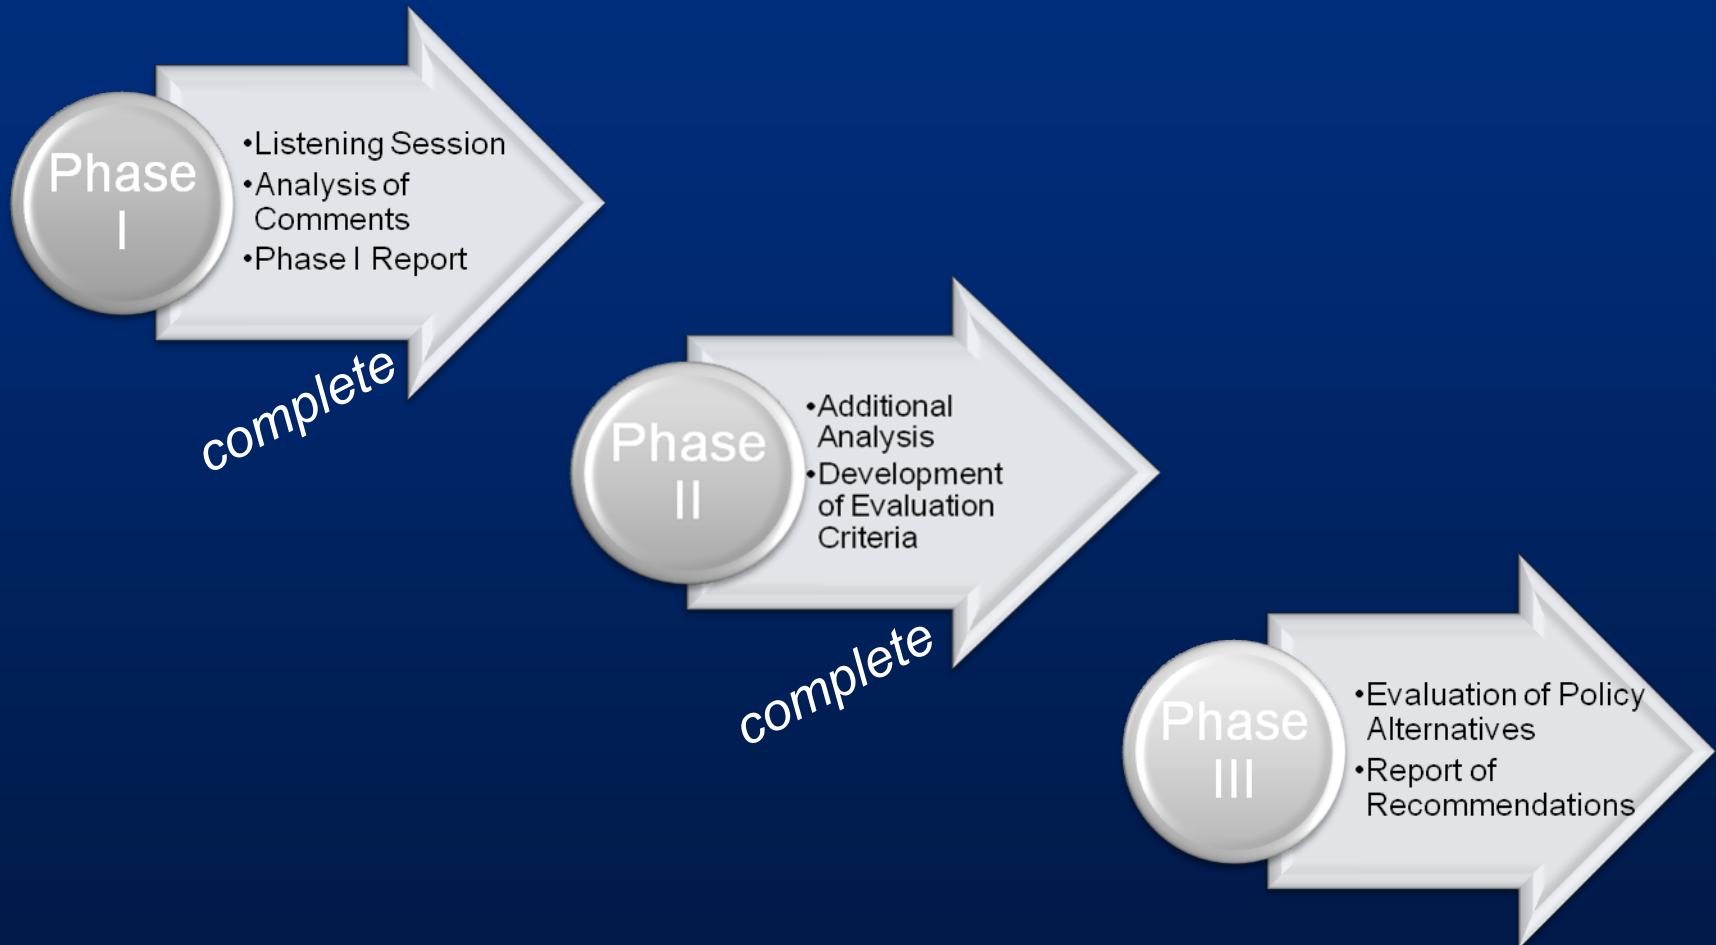 Phase
I
•Listening Session
•Analysis of
Comments
•Phase I Report
complete
Phase
II
•Additional
Analysis
•Development
of Evaluation
Criteria
complete
Phase
III
•Evaluation of Policy
Alternatives
•Report of
Recommendations